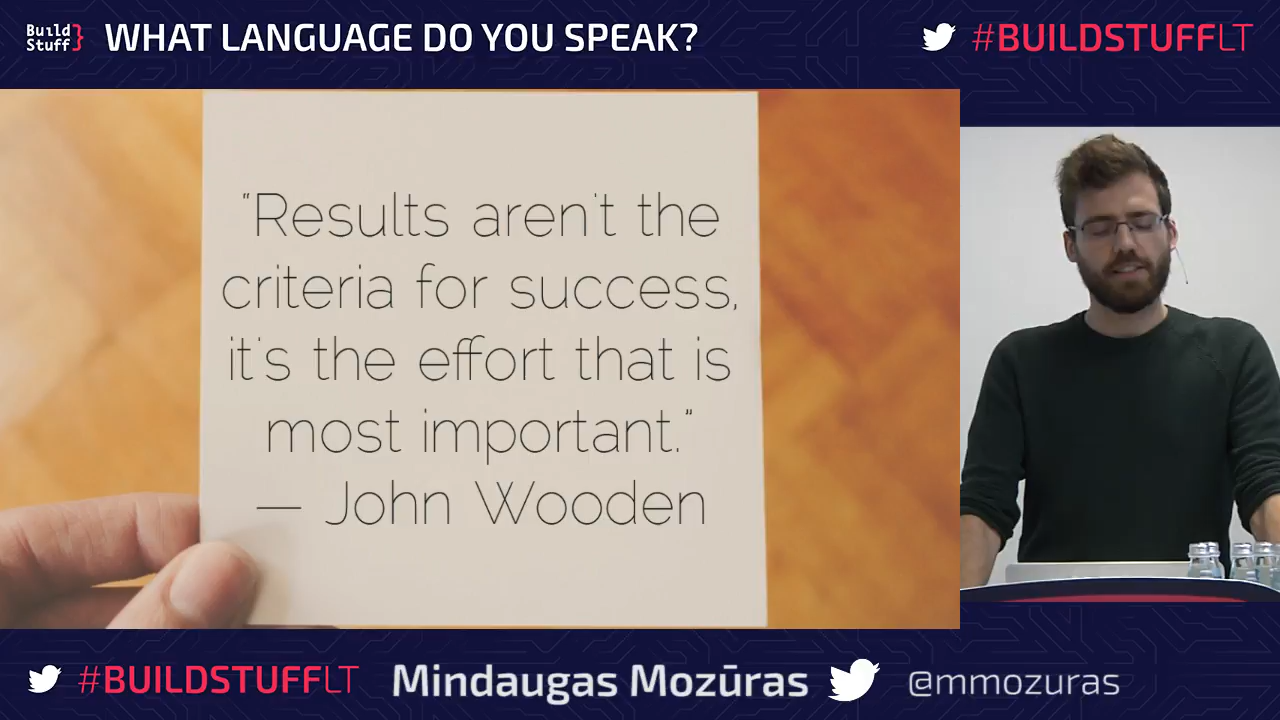 Build
Stuff}
WHAT LANGUAGE DO YOU SPEAK?
#BUILDSTUFFLT
"Results aren't the
criteria for success,
it's the effort that is
most important."
— John Wooden
#BUILDSTUFFLT
Mindaugas Mozūras
@mmozuras